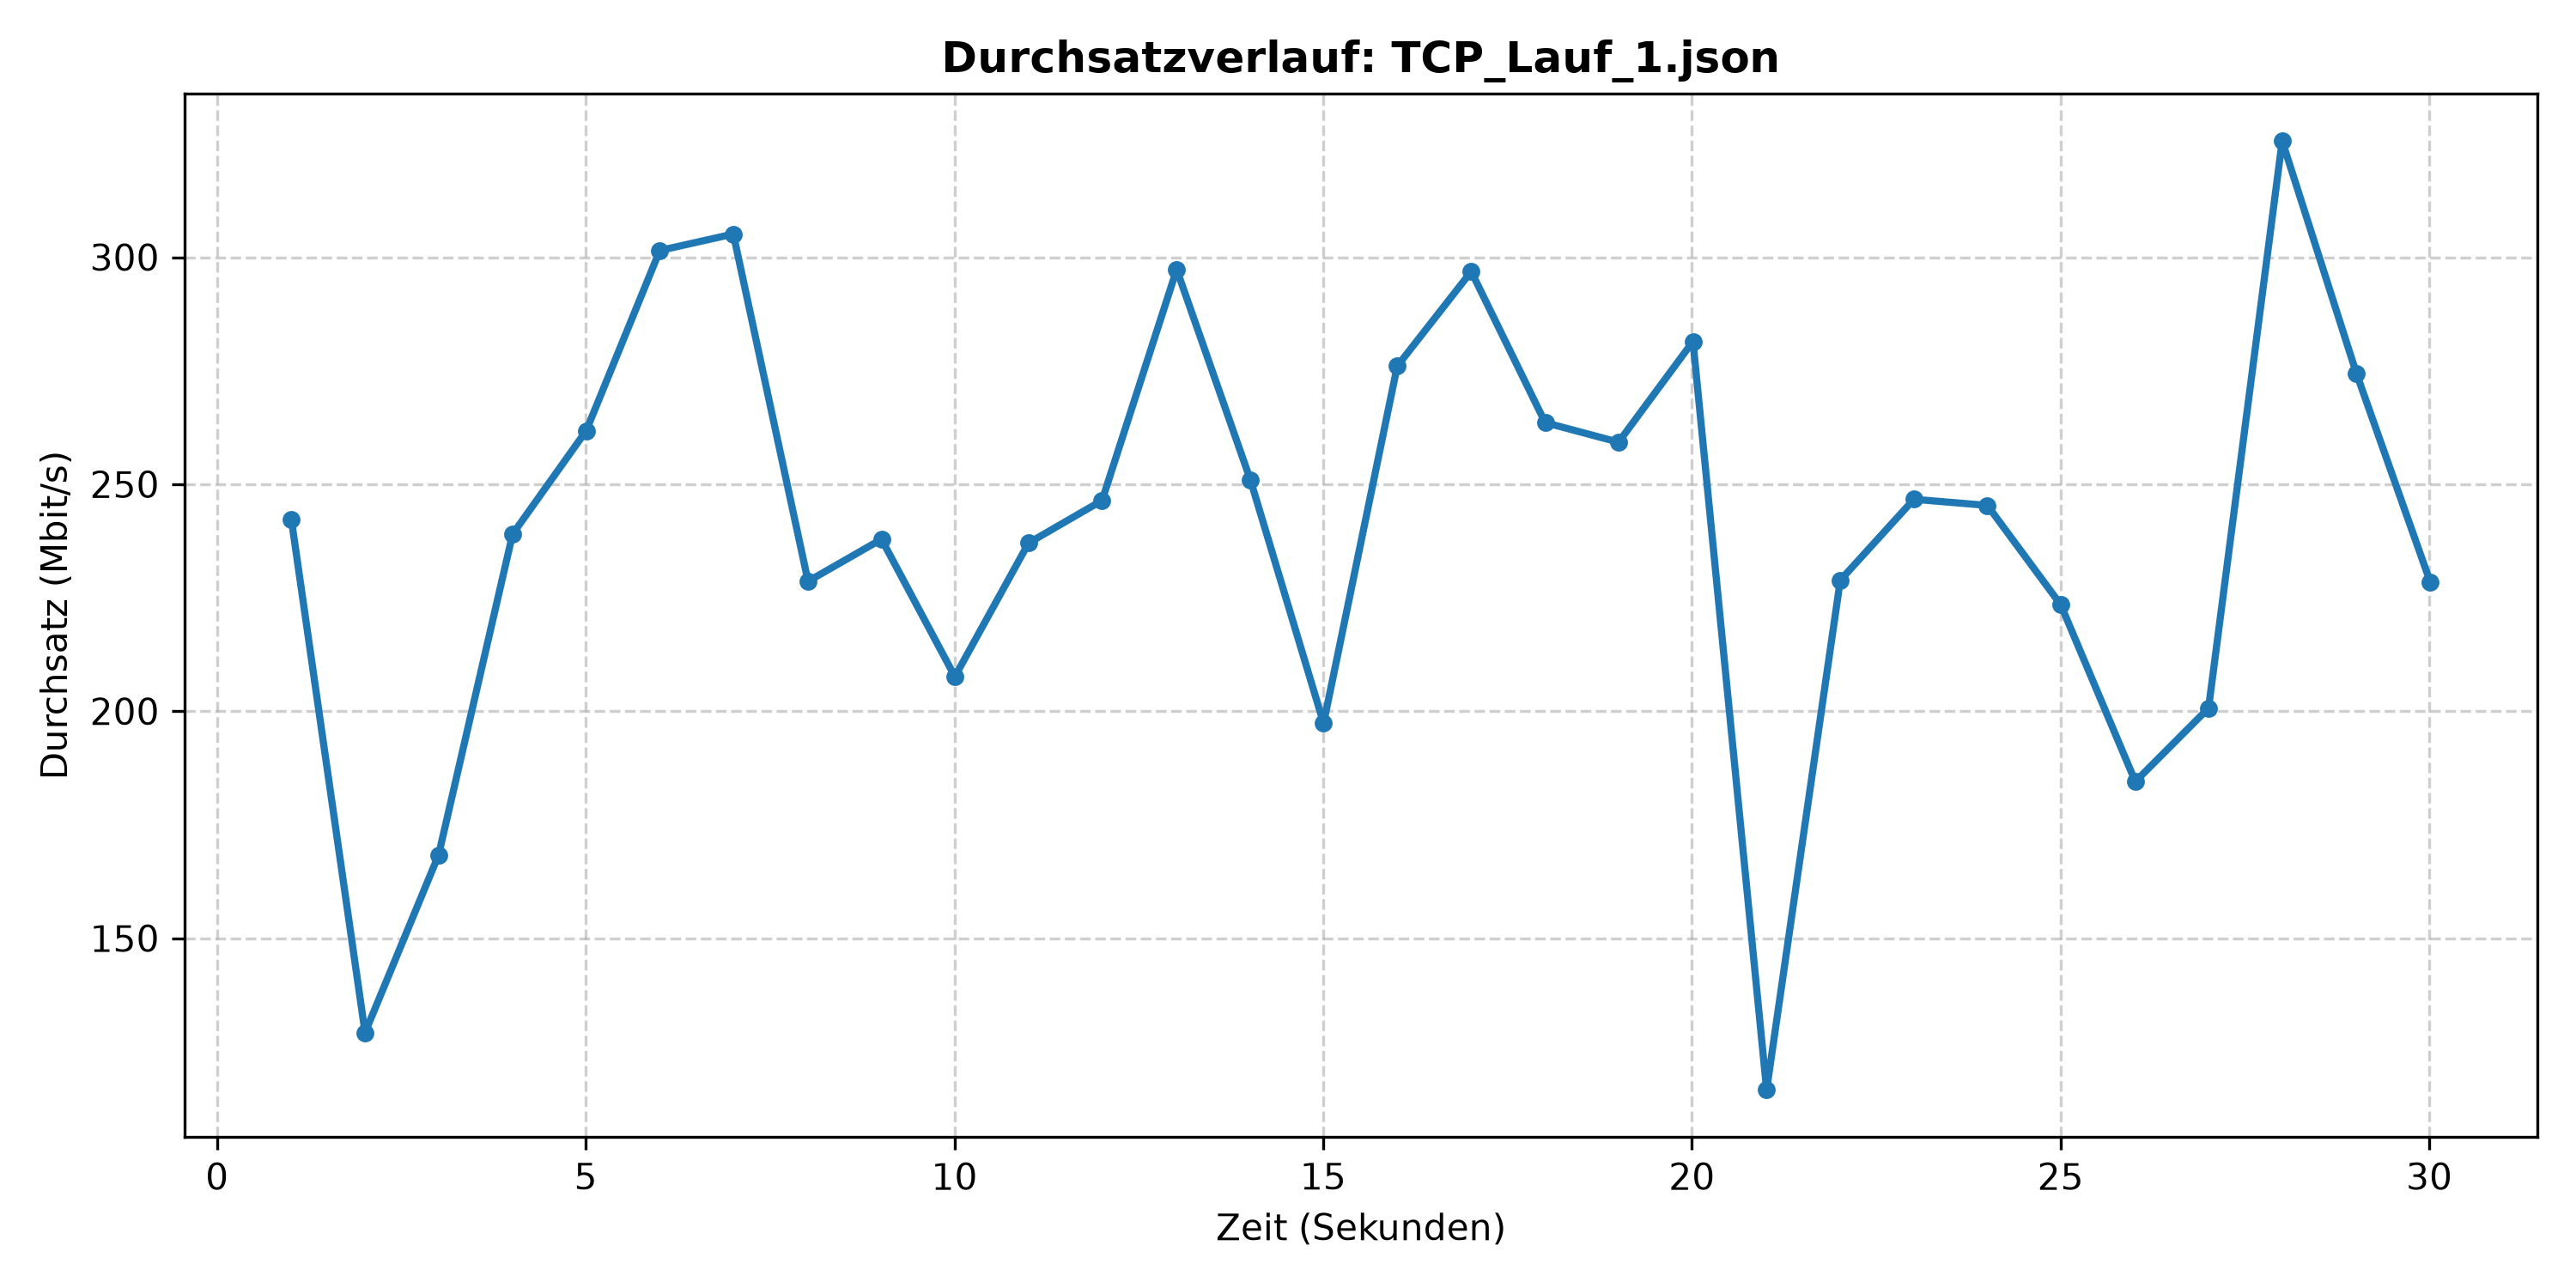 Durchsatzverlauf: TCP_Lauf_1.json
Durchsatz (Mbit/s)
300
250
200
150
0 5 10 15 20 25 30
Zeit (Sekunden)